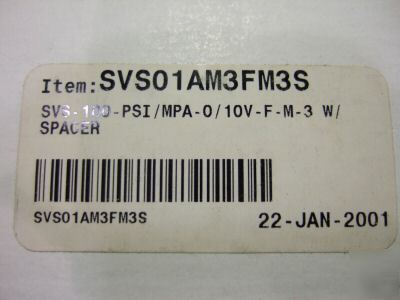 Item:SVS01AM3FM3S
SVS-100-PSI/MPA-0/10V-F-M-3 W/
SPACER
SVS01AM3FM3S
22-JAN-2001